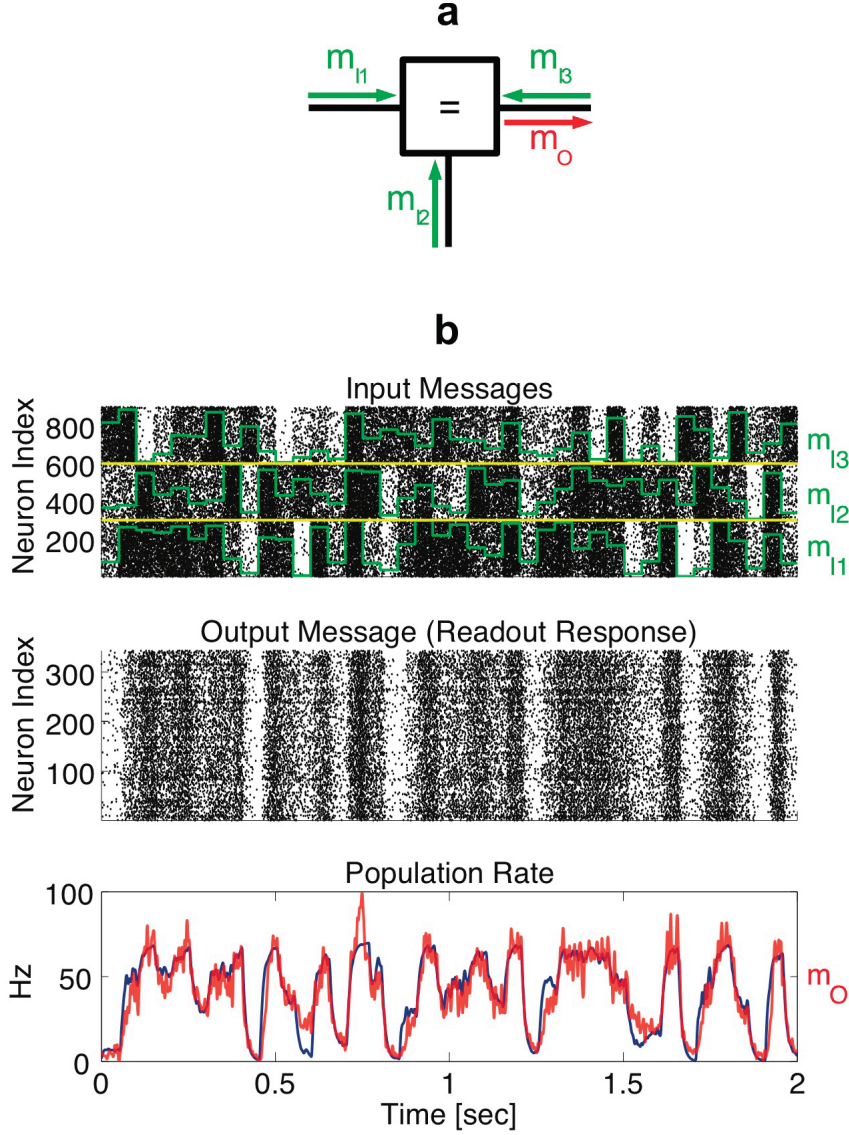 a
m_I1
m_I3
=
m_O
m_I2
b
Input Messages
Neuron Index
800
600
400
200
m_I3
m_I2
m_I1
Output Message (Readout Response)
Neuron Index
300
200
100
Population Rate
Hz
100
50
0
m_O
0 0.5 1 1.5 2
Time [sec]